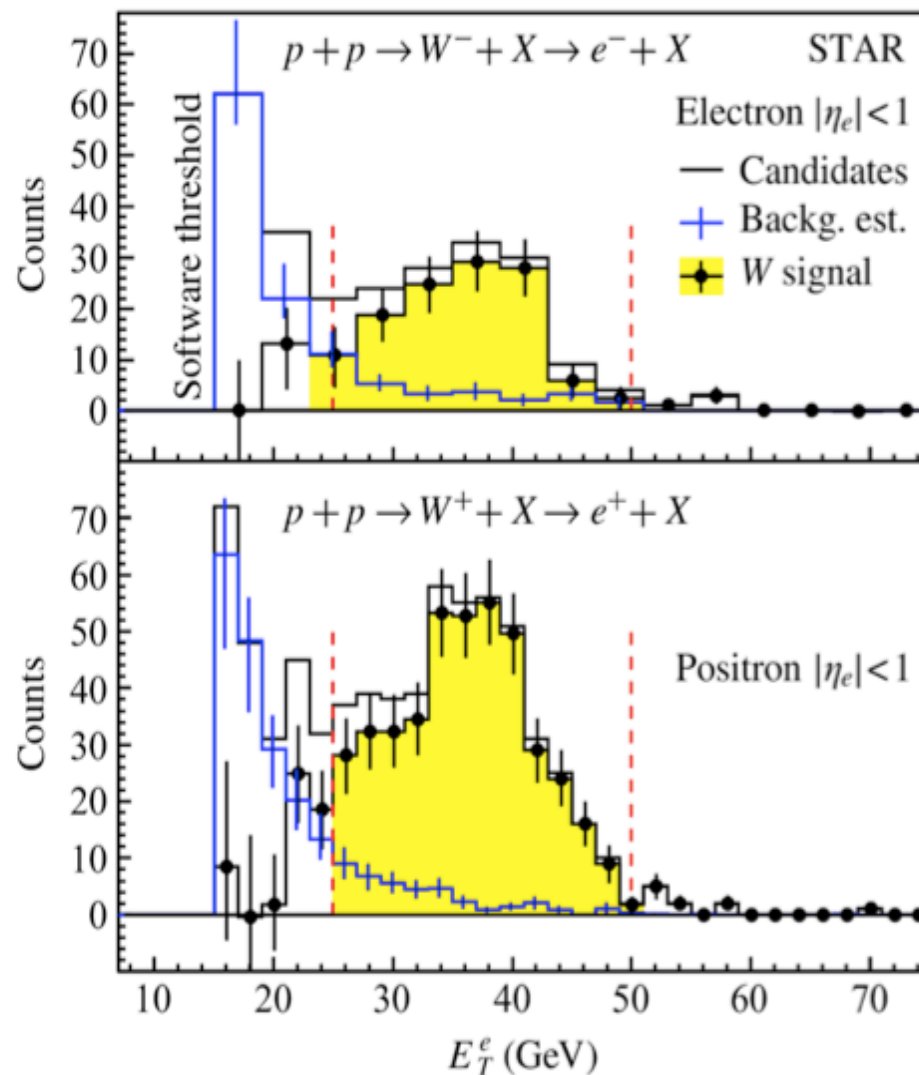 p + p → W⁻ + X → e⁻ + X
STAR
Electron |ηₑ| < 1
Candidates
Backg. est.
W signal
Software threshold
Counts
70
60
50
40
30
20
10
0
p + p → W⁺ + X → e⁺ + X
Positron |ηₑ| < 1
Counts
70
60
50
40
30
20
10
0
10 20 30 40 50 60 70
E_T^e (GeV)